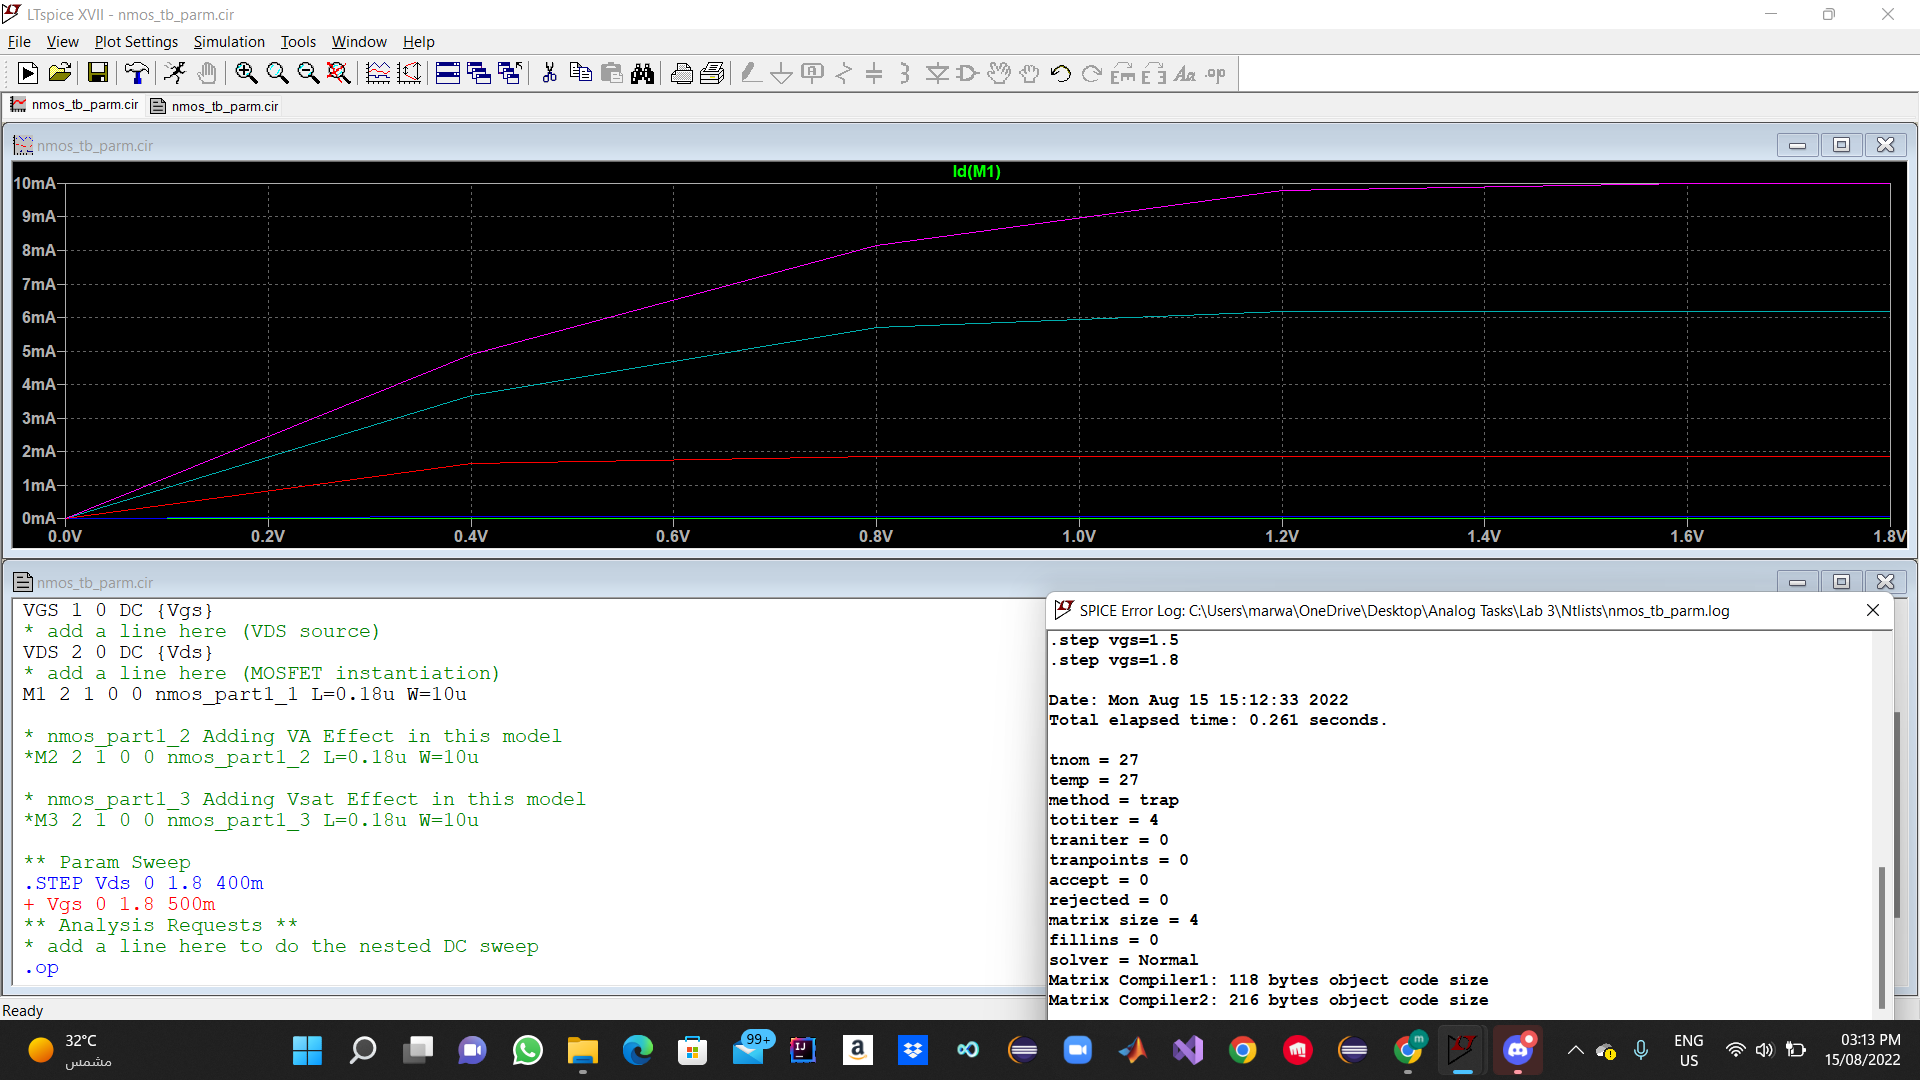 LTspice XVII - nmos_tb_parm.cir
File View Plot Settings Simulation Tools Window Help
nmos_tb_parm.cir nmos_tb_parm.cir
nmos_tb_parm.cir
Id(M1)
10mA
9mA
8mA
7mA
6mA
5mA
4mA
3mA
2mA
1mA
0mA
0.0V 0.2V 0.4V 0.6V 0.8V 1.0V 1.2V 1.4V 1.6V 1.8V
nmos_tb_parm.cir
VGS 1 0 DC {Vgs}
* add a line here (VDS source)
VDS 2 0 DC {Vds}
* add a line here (MOSFET instantiation)
M1 2 1 0 0 nmos_part1_1 L=0.18u W=10u
* nmos_part1_2 Adding VA Effect in this model
*M2 2 1 0 0 nmos_part1_2 L=0.18u W=10u
* nmos_part1_3 Adding Vsat Effect in this model
*M3 2 1 0 0 nmos_part1_3 L=0.18u W=10u
** Param Sweep
.STEP Vds 0 1.8 400m
+ Vgs 0 1.8 500m
** Analysis Requests **
* add a line here to do the nested DC sweep
.op
SPICE Error Log: C:\Users\marwa\OneDrive\Desktop\Analog Tasks\Lab 3\Ntlists\nmos_tb_parm.log
.step vgs=1.5
.step vgs=1.8
Date: Mon Aug 15 15:12:33 2022
Total elapsed time: 0.261 seconds.
tnom = 27
temp = 27
method = trap
totiter = 4
traniter = 0
tranpoints = 0
accept = 0
rejected = 0
matrix size = 4
fillins = 0
solver = Normal
Matrix Compiler1: 118 bytes object code size
Matrix Compiler2: 216 bytes object code size
Ready
32°C
مشمس
99+
ENG
US
03:13 PM
15/08/2022